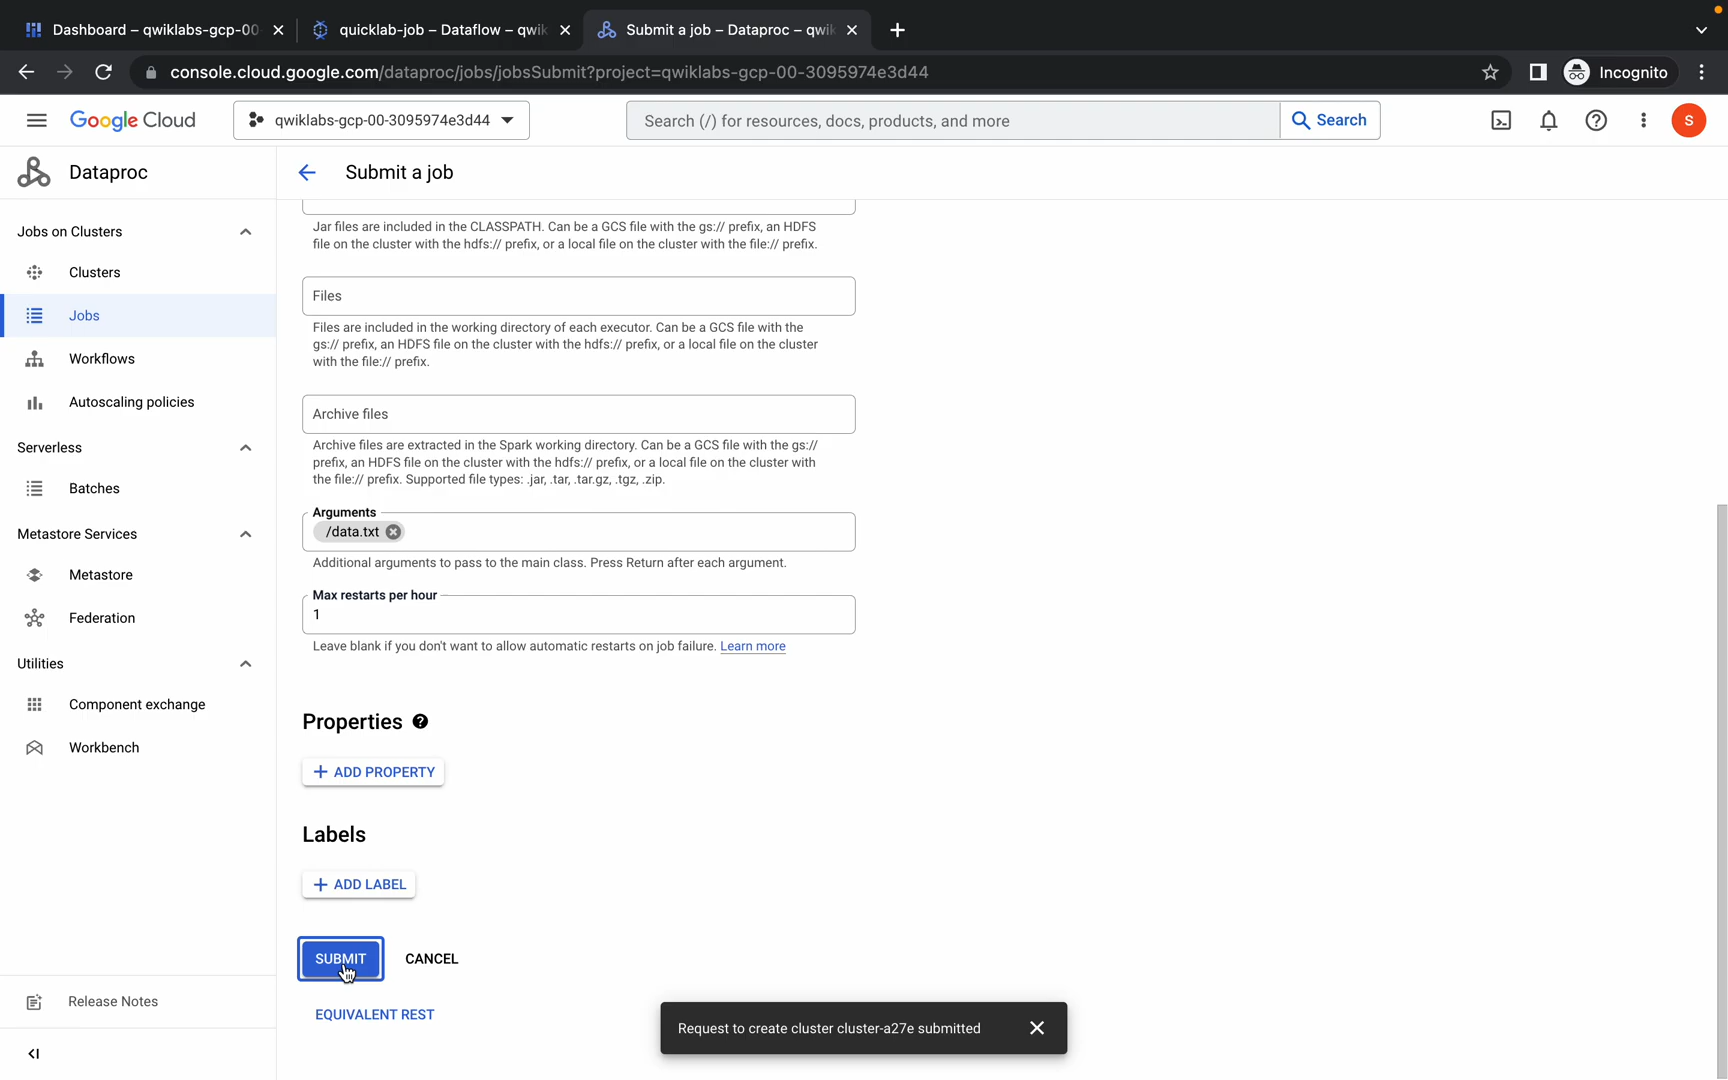 Dashboard – qwiklabs-gcp-00
quicklab-job – Dataflow – qwik
Submit a job – Dataproc – qwik
console.cloud.google.com/dataproc/jobs/jobsSubmit?project=qwiklabs-gcp-00-3095974e3d44
Incognito
Google Cloud
qwiklabs-gcp-00-3095974e3d44
Search (/) for resources, docs, products, and more
Search
S
Dataproc
Submit a job
Jobs on Clusters
Clusters
Jobs
Workflows
Autoscaling policies
Serverless
Batches
Metastore Services
Metastore
Federation
Utilities
Component exchange
Workbench
Release Notes
Jar files are included in the CLASSPATH. Can be a GCS file with the gs:// prefix, an HDFS
file on the cluster with the hdfs:// prefix, or a local file on the cluster with the file:// prefix.
Files
Files are included in the working directory of each executor. Can be a GCS file with the
gs:// prefix, an HDFS file on the cluster with the hdfs:// prefix, or a local file on the cluster
with the file:// prefix.
Archive files
Archive files are extracted in the Spark working directory. Can be a GCS file with the gs://
prefix, an HDFS file on the cluster with the hdfs:// prefix, or a local file on the cluster with
the file:// prefix. Supported file types: .jar, .tar, .tar.gz, .tgz, .zip.
Arguments
/data.txt
Additional arguments to pass to the main class. Press Return after each argument.
Max restarts per hour
1
Leave blank if you don't want to allow automatic restarts on job failure. Learn more
Properties
ADD PROPERTY
Labels
ADD LABEL
SUBMIT
CANCEL
EQUIVALENT REST
Request to create cluster cluster-a27e submitted